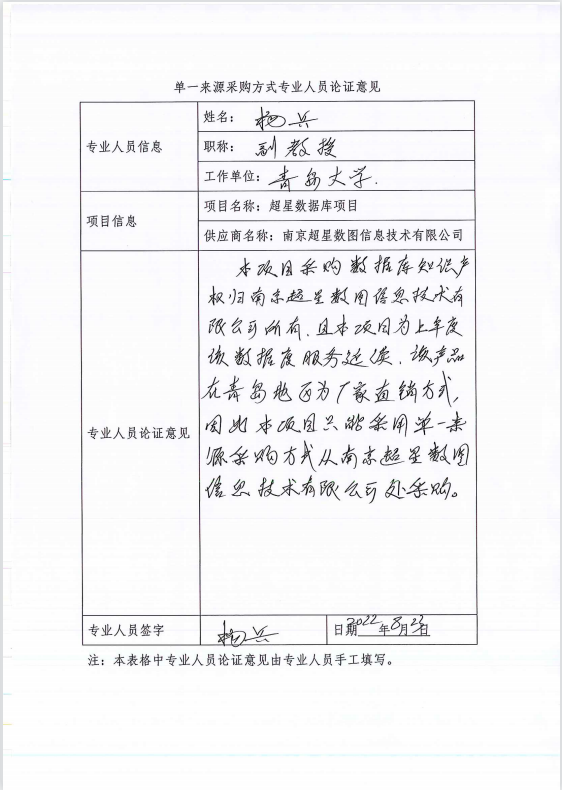 单一来源采购方式专业人员论证意见
专业人员信息
姓名：杨兵
职称：副教授
工作单位：青岛大学.
项目信息
项目名称：超星数据库项目
供应商名称：南京超星数图信息技术有限公司
专业人员论证意见
本项目采购数据库知识产
权归南京超星数图信息技术有
限公司所有，且本项目为上年度
该数据库服务延续，该产品
在青岛地区为厂家直销方式，
因此本项目只能采用单一来
源采购方式从南京超星数图
信息技术有限公司处采购。
专业人员签字
杨兵
日期2022年8月23日
注：本表格中专业人员论证意见由专业人员手工填写。